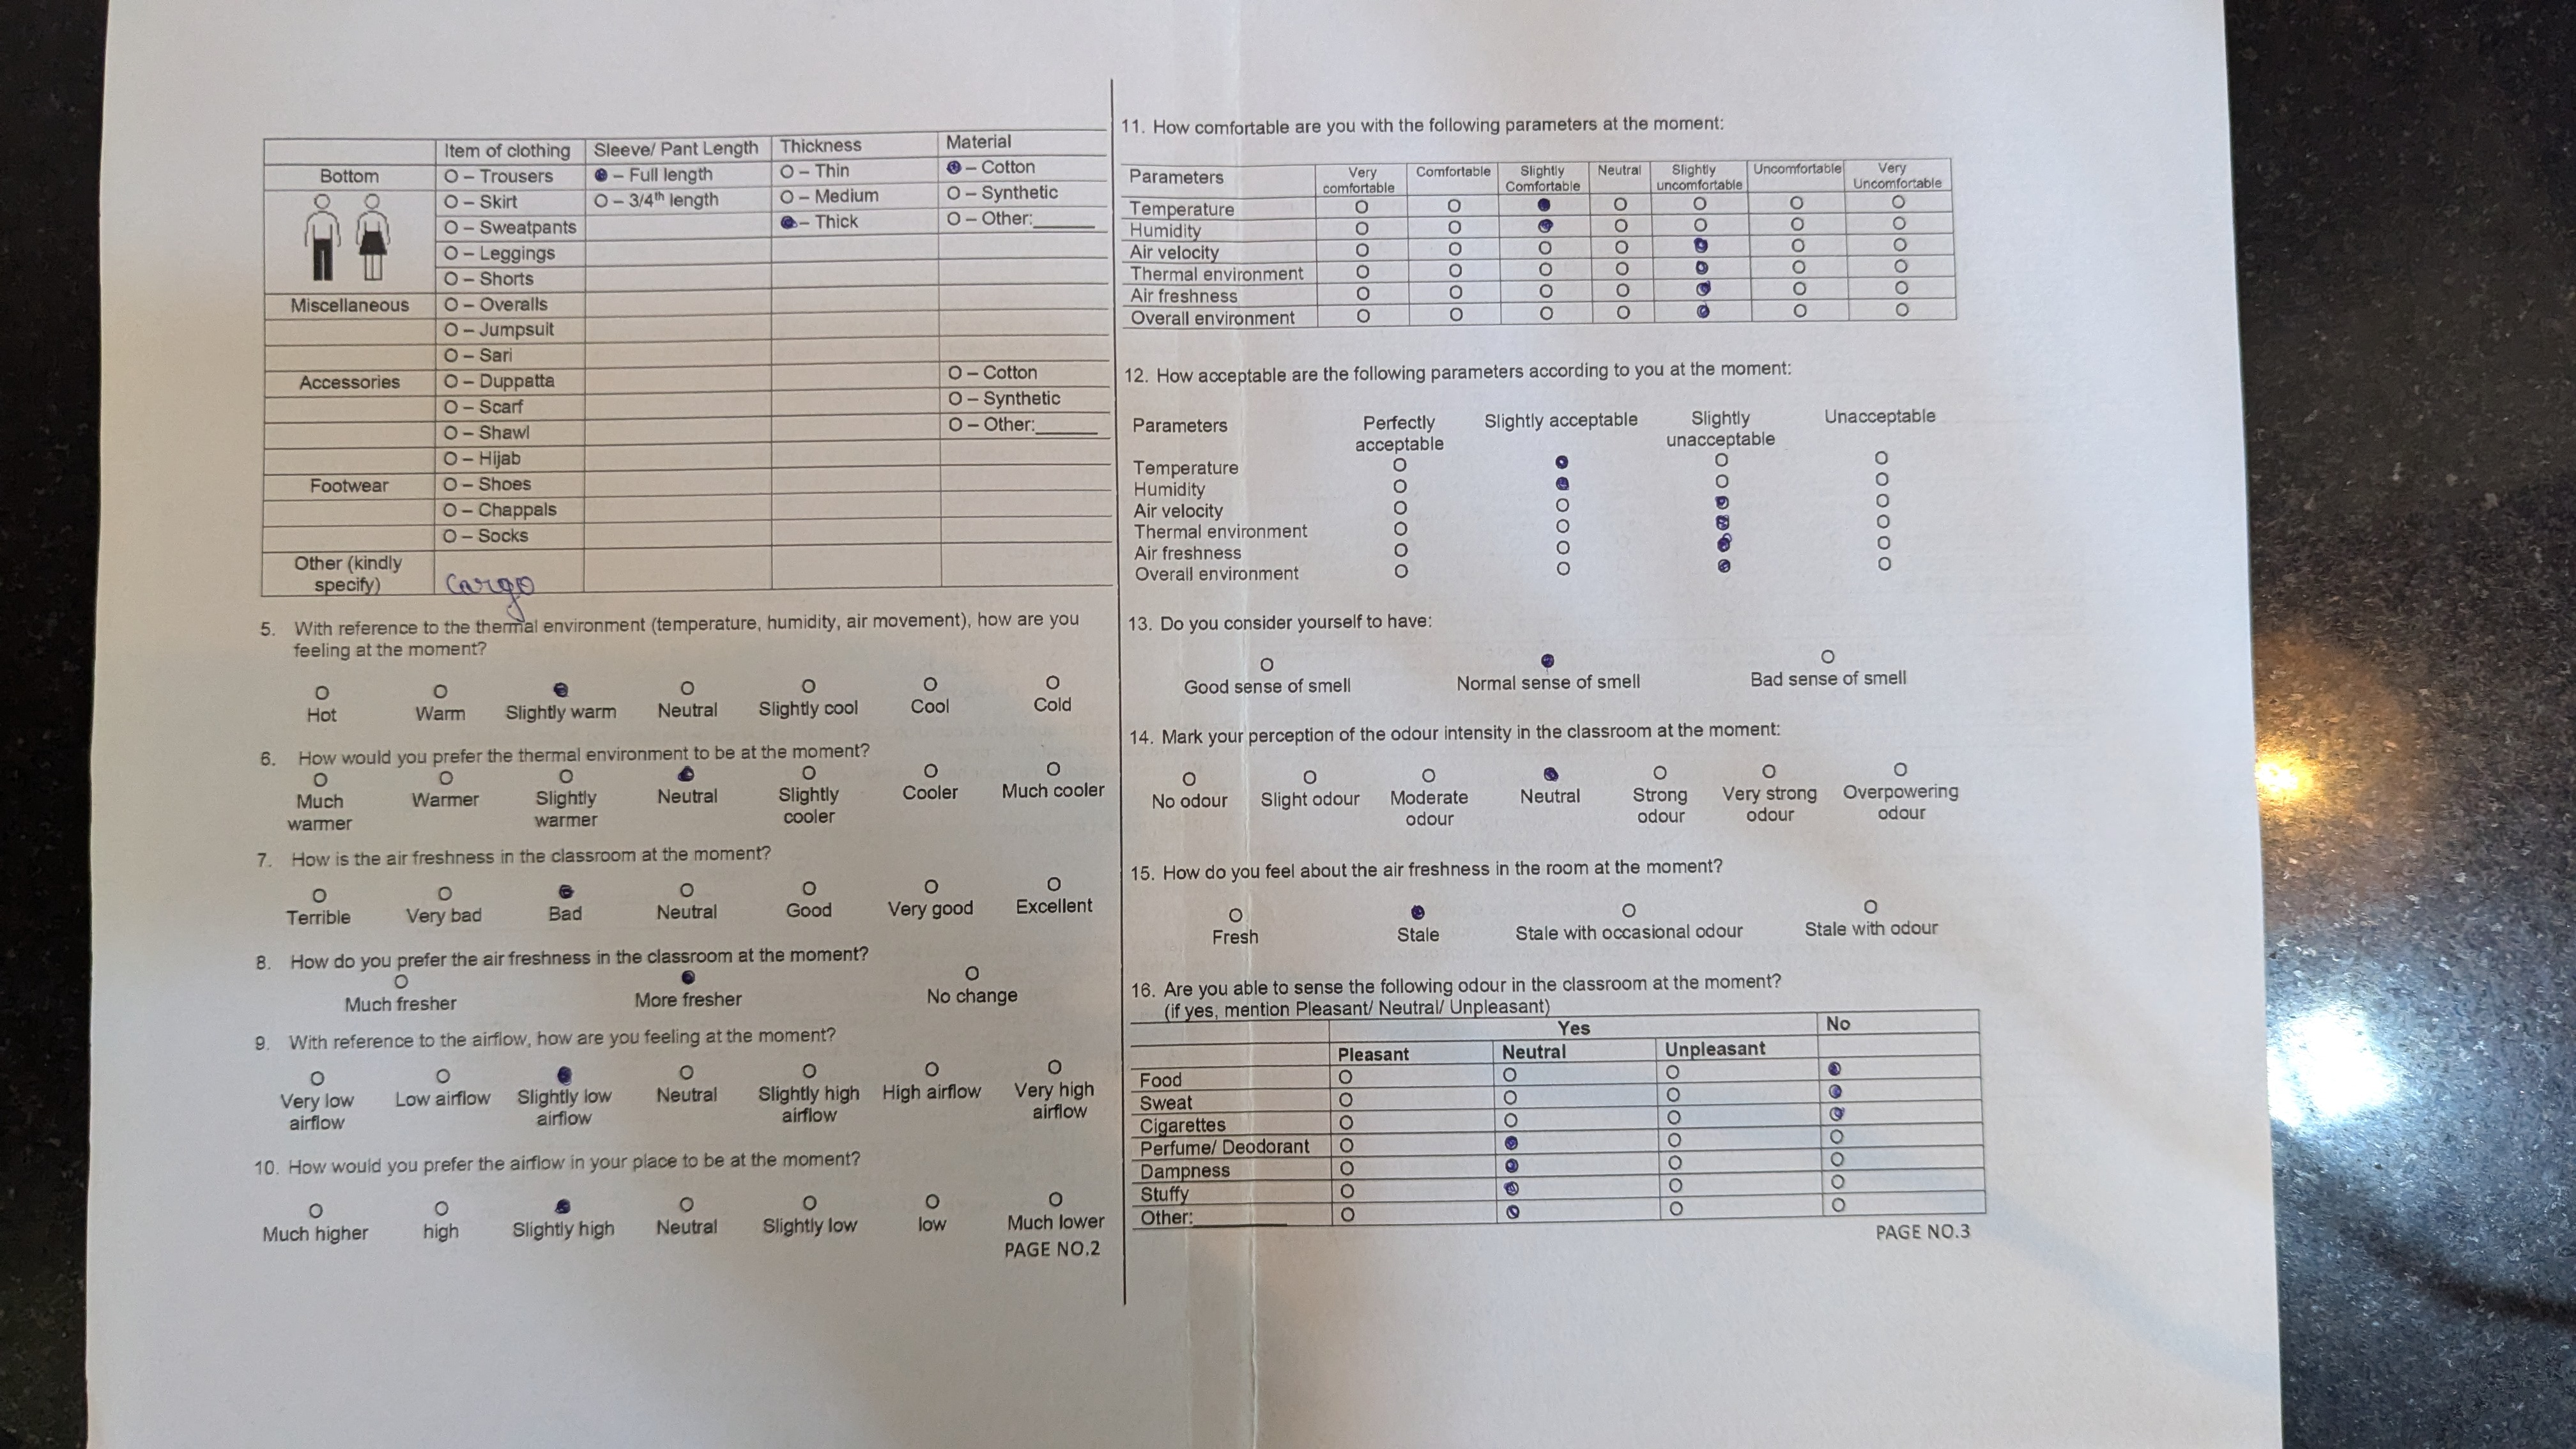 Item of clothing Sleeve/ Pant Length Thickness Material
Bottom O – Trousers ● – Full length O – Thin ● – Cotton
O – Skirt O – 3/4th length O – Medium O – Synthetic
O – Sweatpants ● – Thick O – Other:______
O – Leggings
O – Shorts
Miscellaneous O – Overalls
O – Jumpsuit
O – Sari
Accessories O – Duppatta O – Cotton
O – Scarf O – Synthetic
O – Shawl O – Other:______
O – Hijab
Footwear O – Shoes
O – Chappals
O – Socks
Other (kindly
specify) Cargo
5. With reference to the thermal environment (temperature, humidity, air movement), how are you
feeling at the moment?
O O ● O O O O
Hot Warm Slightly warm Neutral Slightly cool Cool Cold
6. How would you prefer the thermal environment to be at the moment?
O O O ● O O O
Much Warmer Slightly Neutral Slightly Cooler Much cooler
warmer warmer cooler
7. How is the air freshness in the classroom at the moment?
O O ● O O O O
Terrible Very bad Bad Neutral Good Very good Excellent
8. How do you prefer the air freshness in the classroom at the moment?
O ● O
Much fresher More fresher No change
9. With reference to the airflow, how are you feeling at the moment?
O O ● O O O O
Very low Low airflow Slightly low Neutral Slightly high High airflow Very high
airflow airflow airflow airflow
10. How would you prefer the airflow in your place to be at the moment?
O O ● O O O O
Much higher high Slightly high Neutral Slightly low low Much lower
PAGE NO.2
11. How comfortable are you with the following parameters at the moment:
Parameters Very Comfortable Slightly Neutral Slightly Uncomfortable Very
comfortable Comfortable uncomfortable Uncomfortable
Temperature O O ● O O O O
Humidity O O ● O O O O
Air velocity O O O O ● O O
Thermal environment O O O O ● O O
Air freshness O O O O ● O O
Overall environment O O O O ● O O
12. How acceptable are the following parameters according to you at the moment:
Parameters Perfectly Slightly acceptable Slightly Unacceptable
acceptable unacceptable
Temperature O ● O O
Humidity O ● O O
Air velocity O O ● O
Thermal environment O O ● O
Air freshness O O ● O
Overall environment O O ● O
13. Do you consider yourself to have:
O ● O
Good sense of smell Normal sense of smell Bad sense of smell
14. Mark your perception of the odour intensity in the classroom at the moment:
O O O ● O O O
No odour Slight odour Moderate Neutral Strong Very strong Overpowering
odour odour odour odour
15. How do you feel about the air freshness in the room at the moment?
O ● O O
Fresh Stale Stale with occasional odour Stale with odour
16. Are you able to sense the following odour in the classroom at the moment?
(if yes, mention Pleasant/ Neutral/ Unpleasant)
Yes No
Pleasant Neutral Unpleasant
Food O O O ●
Sweat O O O ●
Cigarettes O O O ●
Perfume/ Deodorant O ● O O
Dampness O ● O O
Stuffy O ● O O
Other:_________ O ● O O
PAGE NO.3